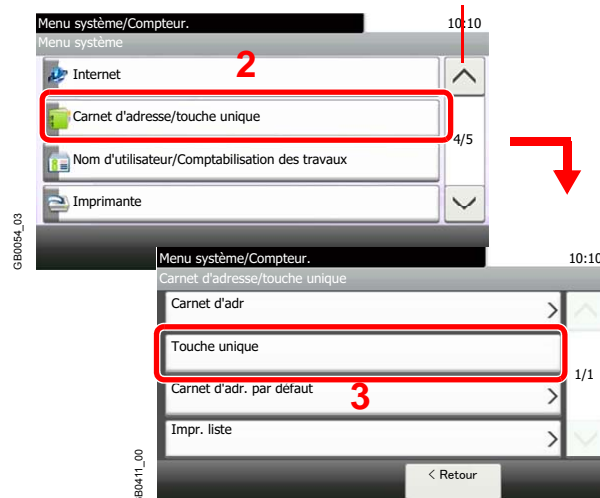 Menu système/Compteur.
10:10
Menu système
2
Internet
Carnet d'adresse/touche unique
4/5
Nom d'utilisateur/Comptabilisation des travaux
Imprimante
GB0054_03
Menu système/Compteur.
10:10
Carnet d'adresse/touche unique
Carnet d'adr
Touche unique
1/1
Carnet d'adr. par défaut
3
Impr. liste
B0411_00
< Retour